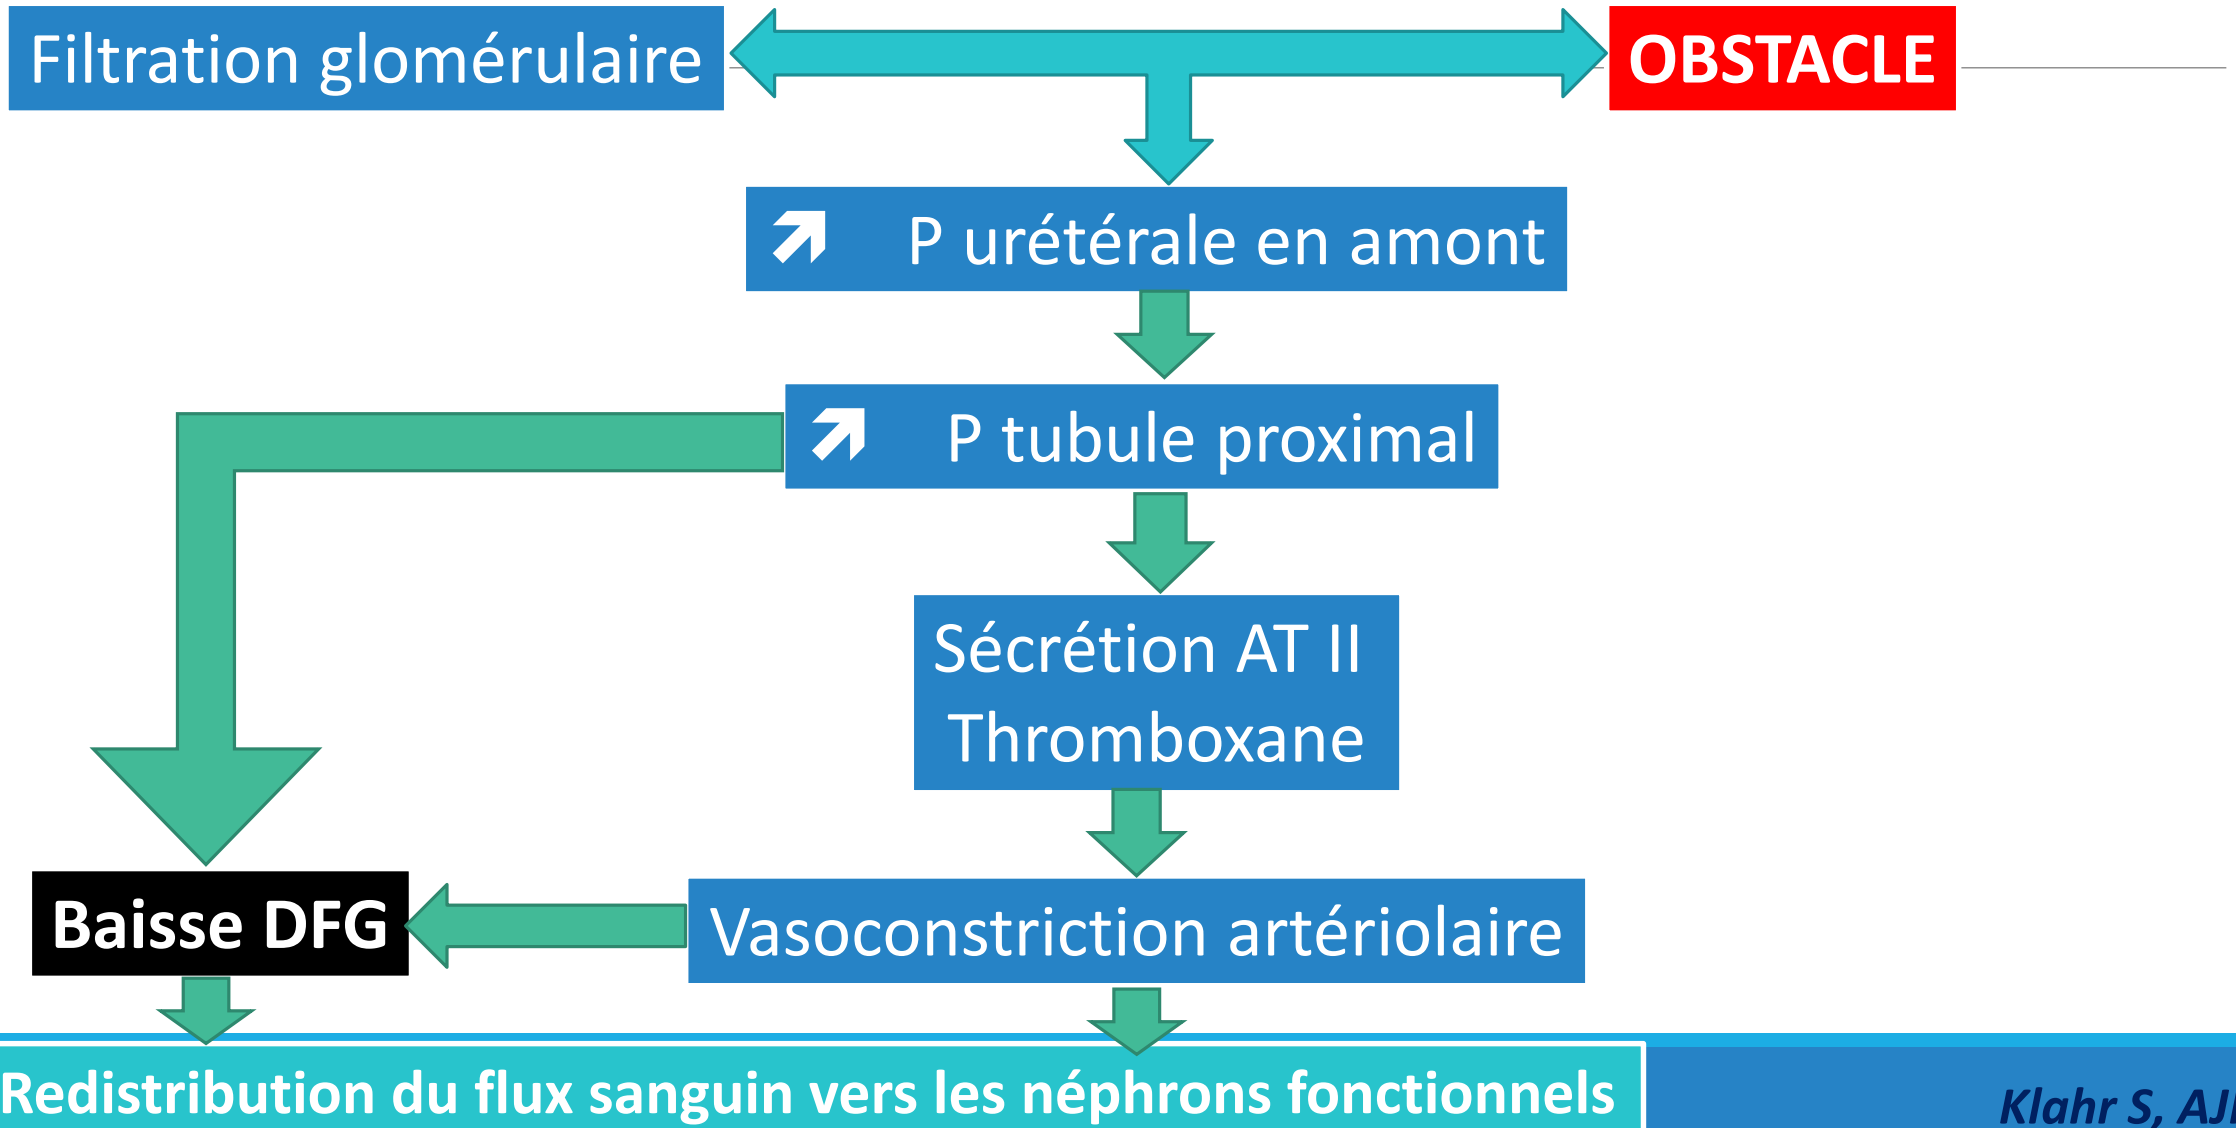 Filtration glomérulaire
OBSTACLE
P urétérale en amont
P tubule proximal
Sécrétion AT II
Thromboxane
Baisse DFG
Vasoconstriction artériolaire
Redistribution du flux sanguin vers les néphrons fonctionnels
Klahr S,